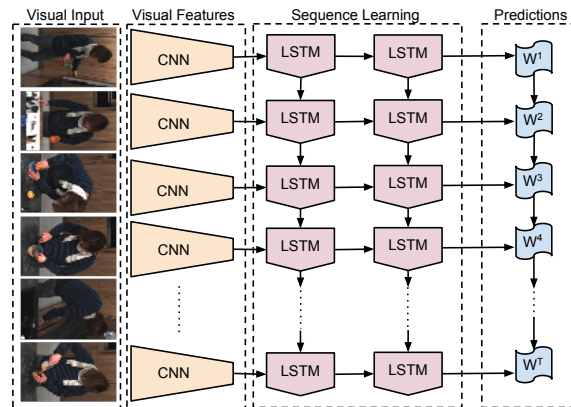 Visual Input Visual Features Sequence Learning Predictions
CNN LSTM LSTM W1
CNN LSTM LSTM W2
CNN LSTM LSTM W3
CNN LSTM LSTM W4
CNN LSTM LSTM WT